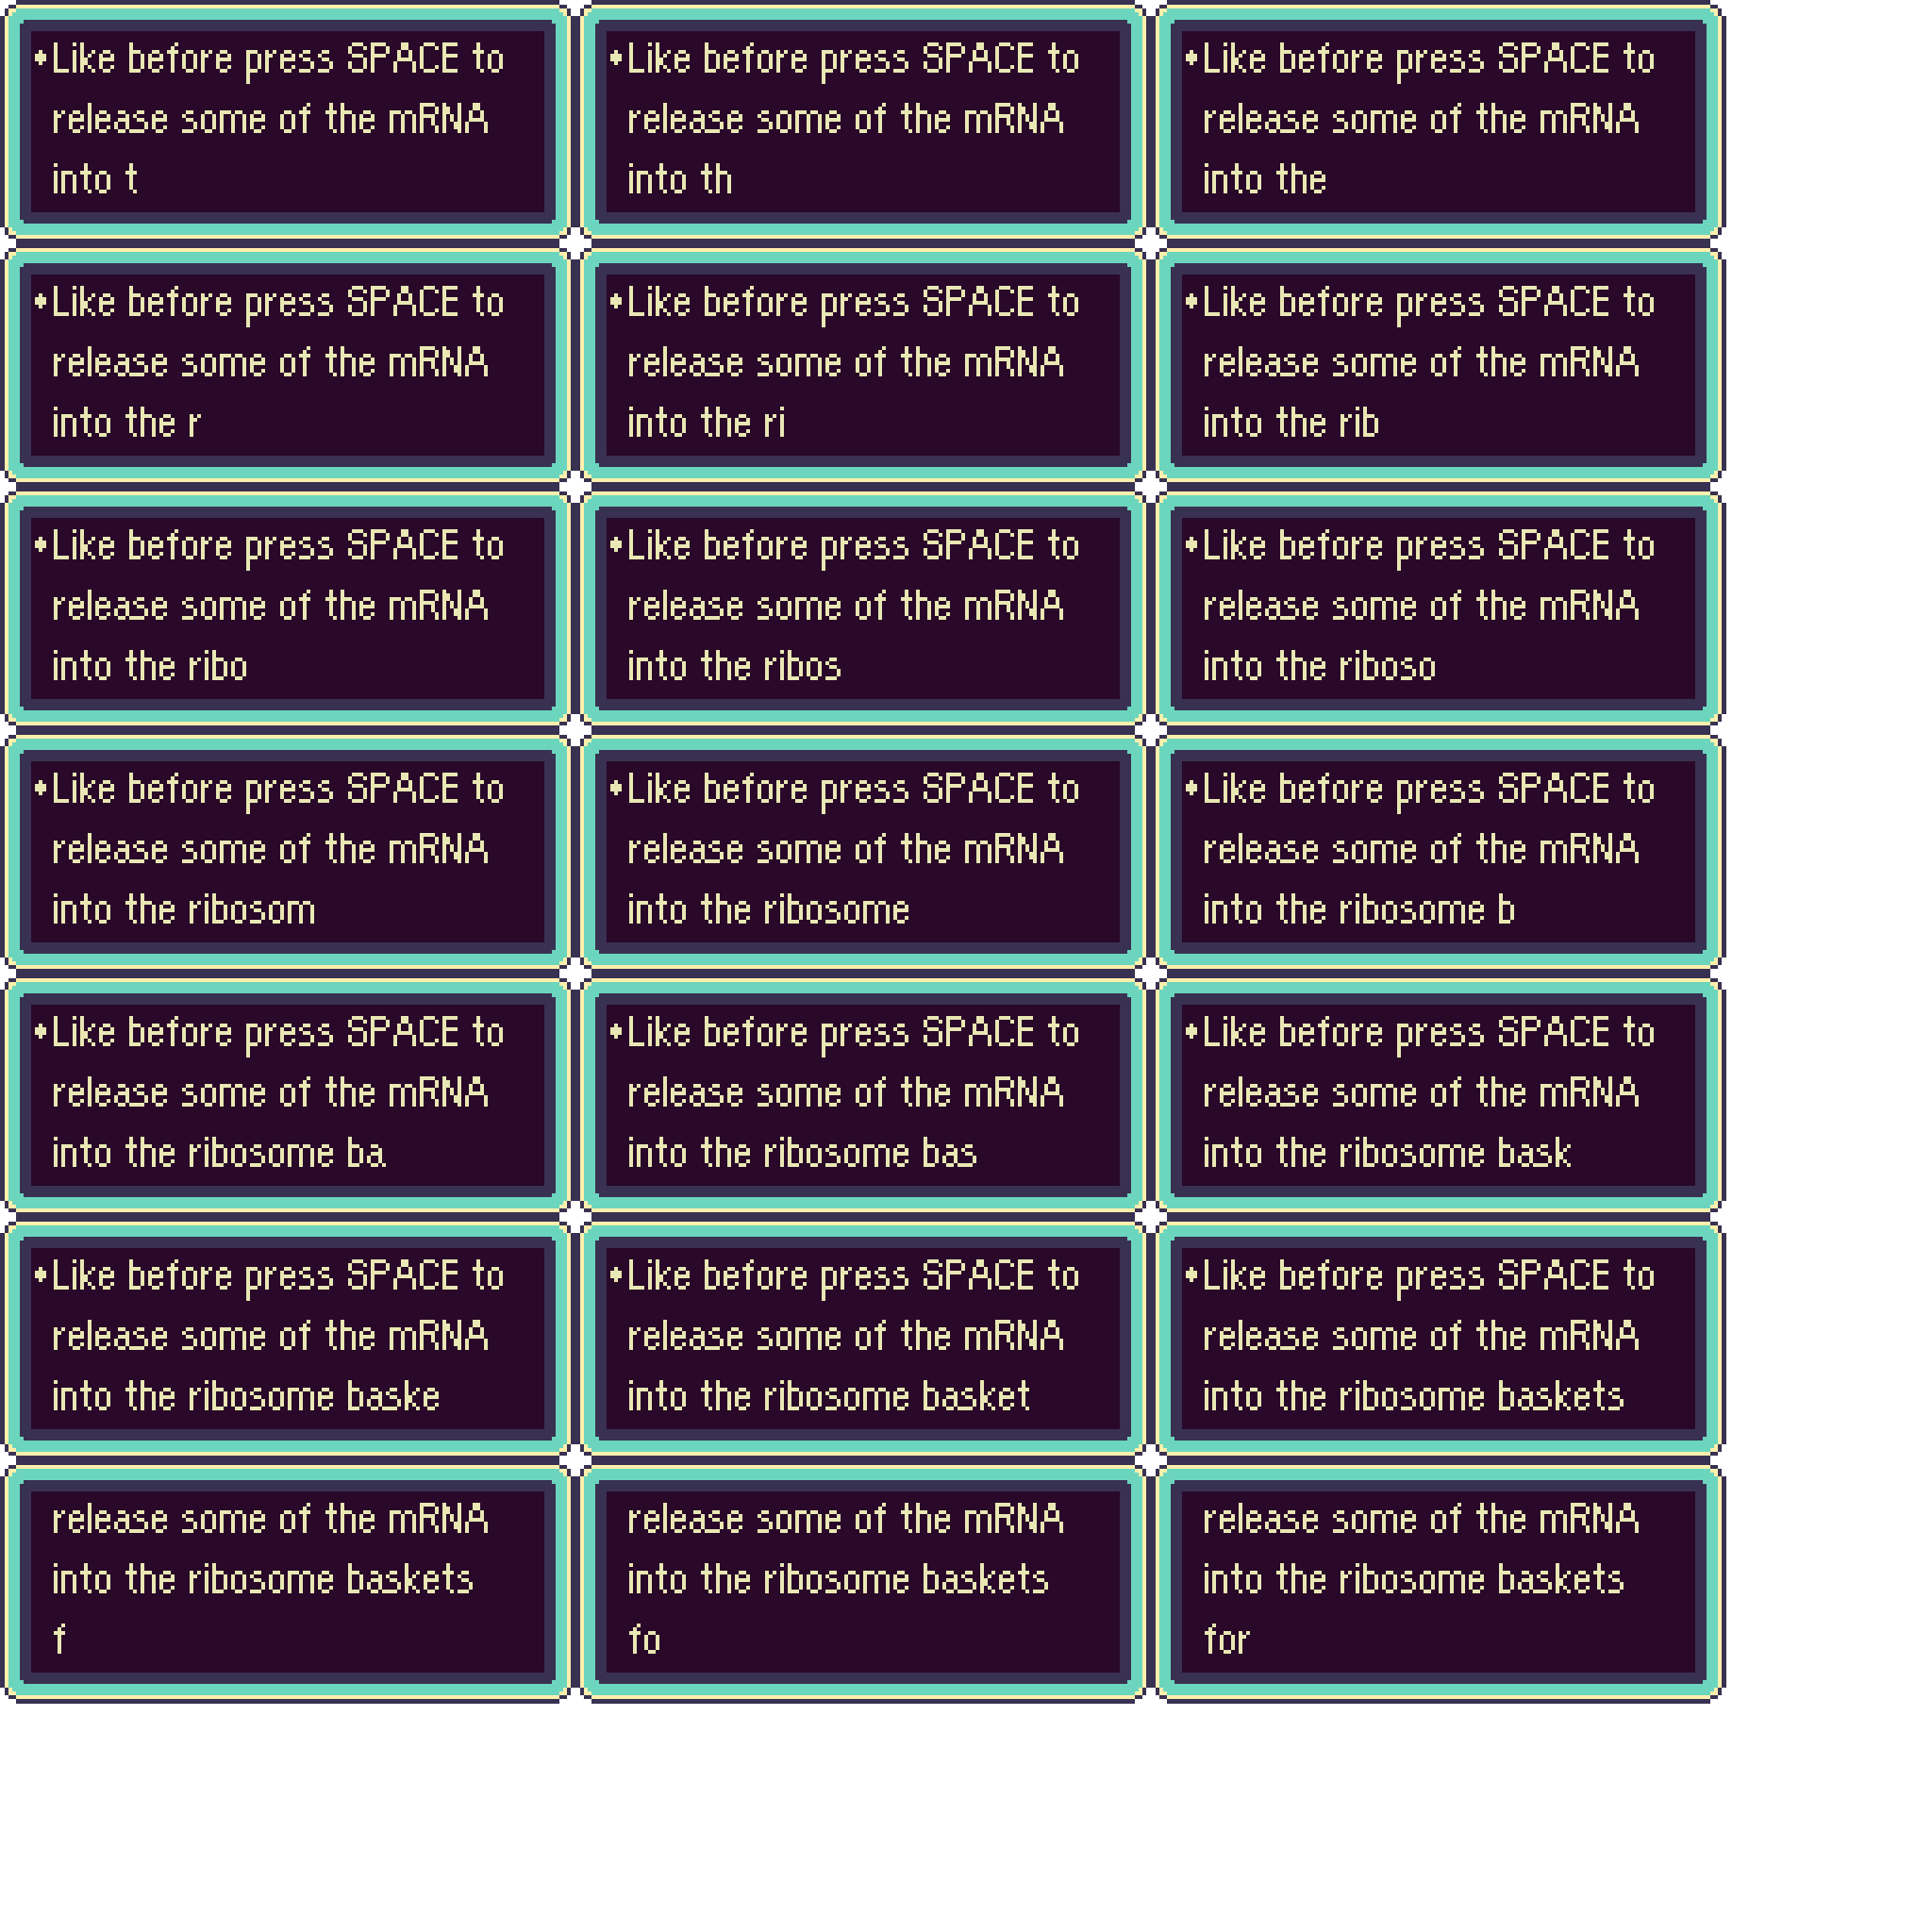 Like before press SPACE to
release some of the mRNA
into t
Like before press SPACE to
release some of the mRNA
into th
Like before press SPACE to
release some of the mRNA
into the
Like before press SPACE to
release some of the mRNA
into the r
Like before press SPACE to
release some of the mRNA
into the ri
Like before press SPACE to
release some of the mRNA
into the rib
Like before press SPACE to
release some of the mRNA
into the ribo
Like before press SPACE to
release some of the mRNA
into the ribos
Like before press SPACE to
release some of the mRNA
into the riboso
Like before press SPACE to
release some of the mRNA
into the ribosom
Like before press SPACE to
release some of the mRNA
into the ribosome
Like before press SPACE to
release some of the mRNA
into the ribosome b
Like before press SPACE to
release some of the mRNA
into the ribosome ba
Like before press SPACE to
release some of the mRNA
into the ribosome bas
Like before press SPACE to
release some of the mRNA
into the ribosome bask
Like before press SPACE to
release some of the mRNA
into the ribosome baske
Like before press SPACE to
release some of the mRNA
into the ribosome basket
Like before press SPACE to
release some of the mRNA
into the ribosome baskets
release some of the mRNA
into the ribosome baskets
f
release some of the mRNA
into the ribosome baskets
fo
release some of the mRNA
into the ribosome baskets
for